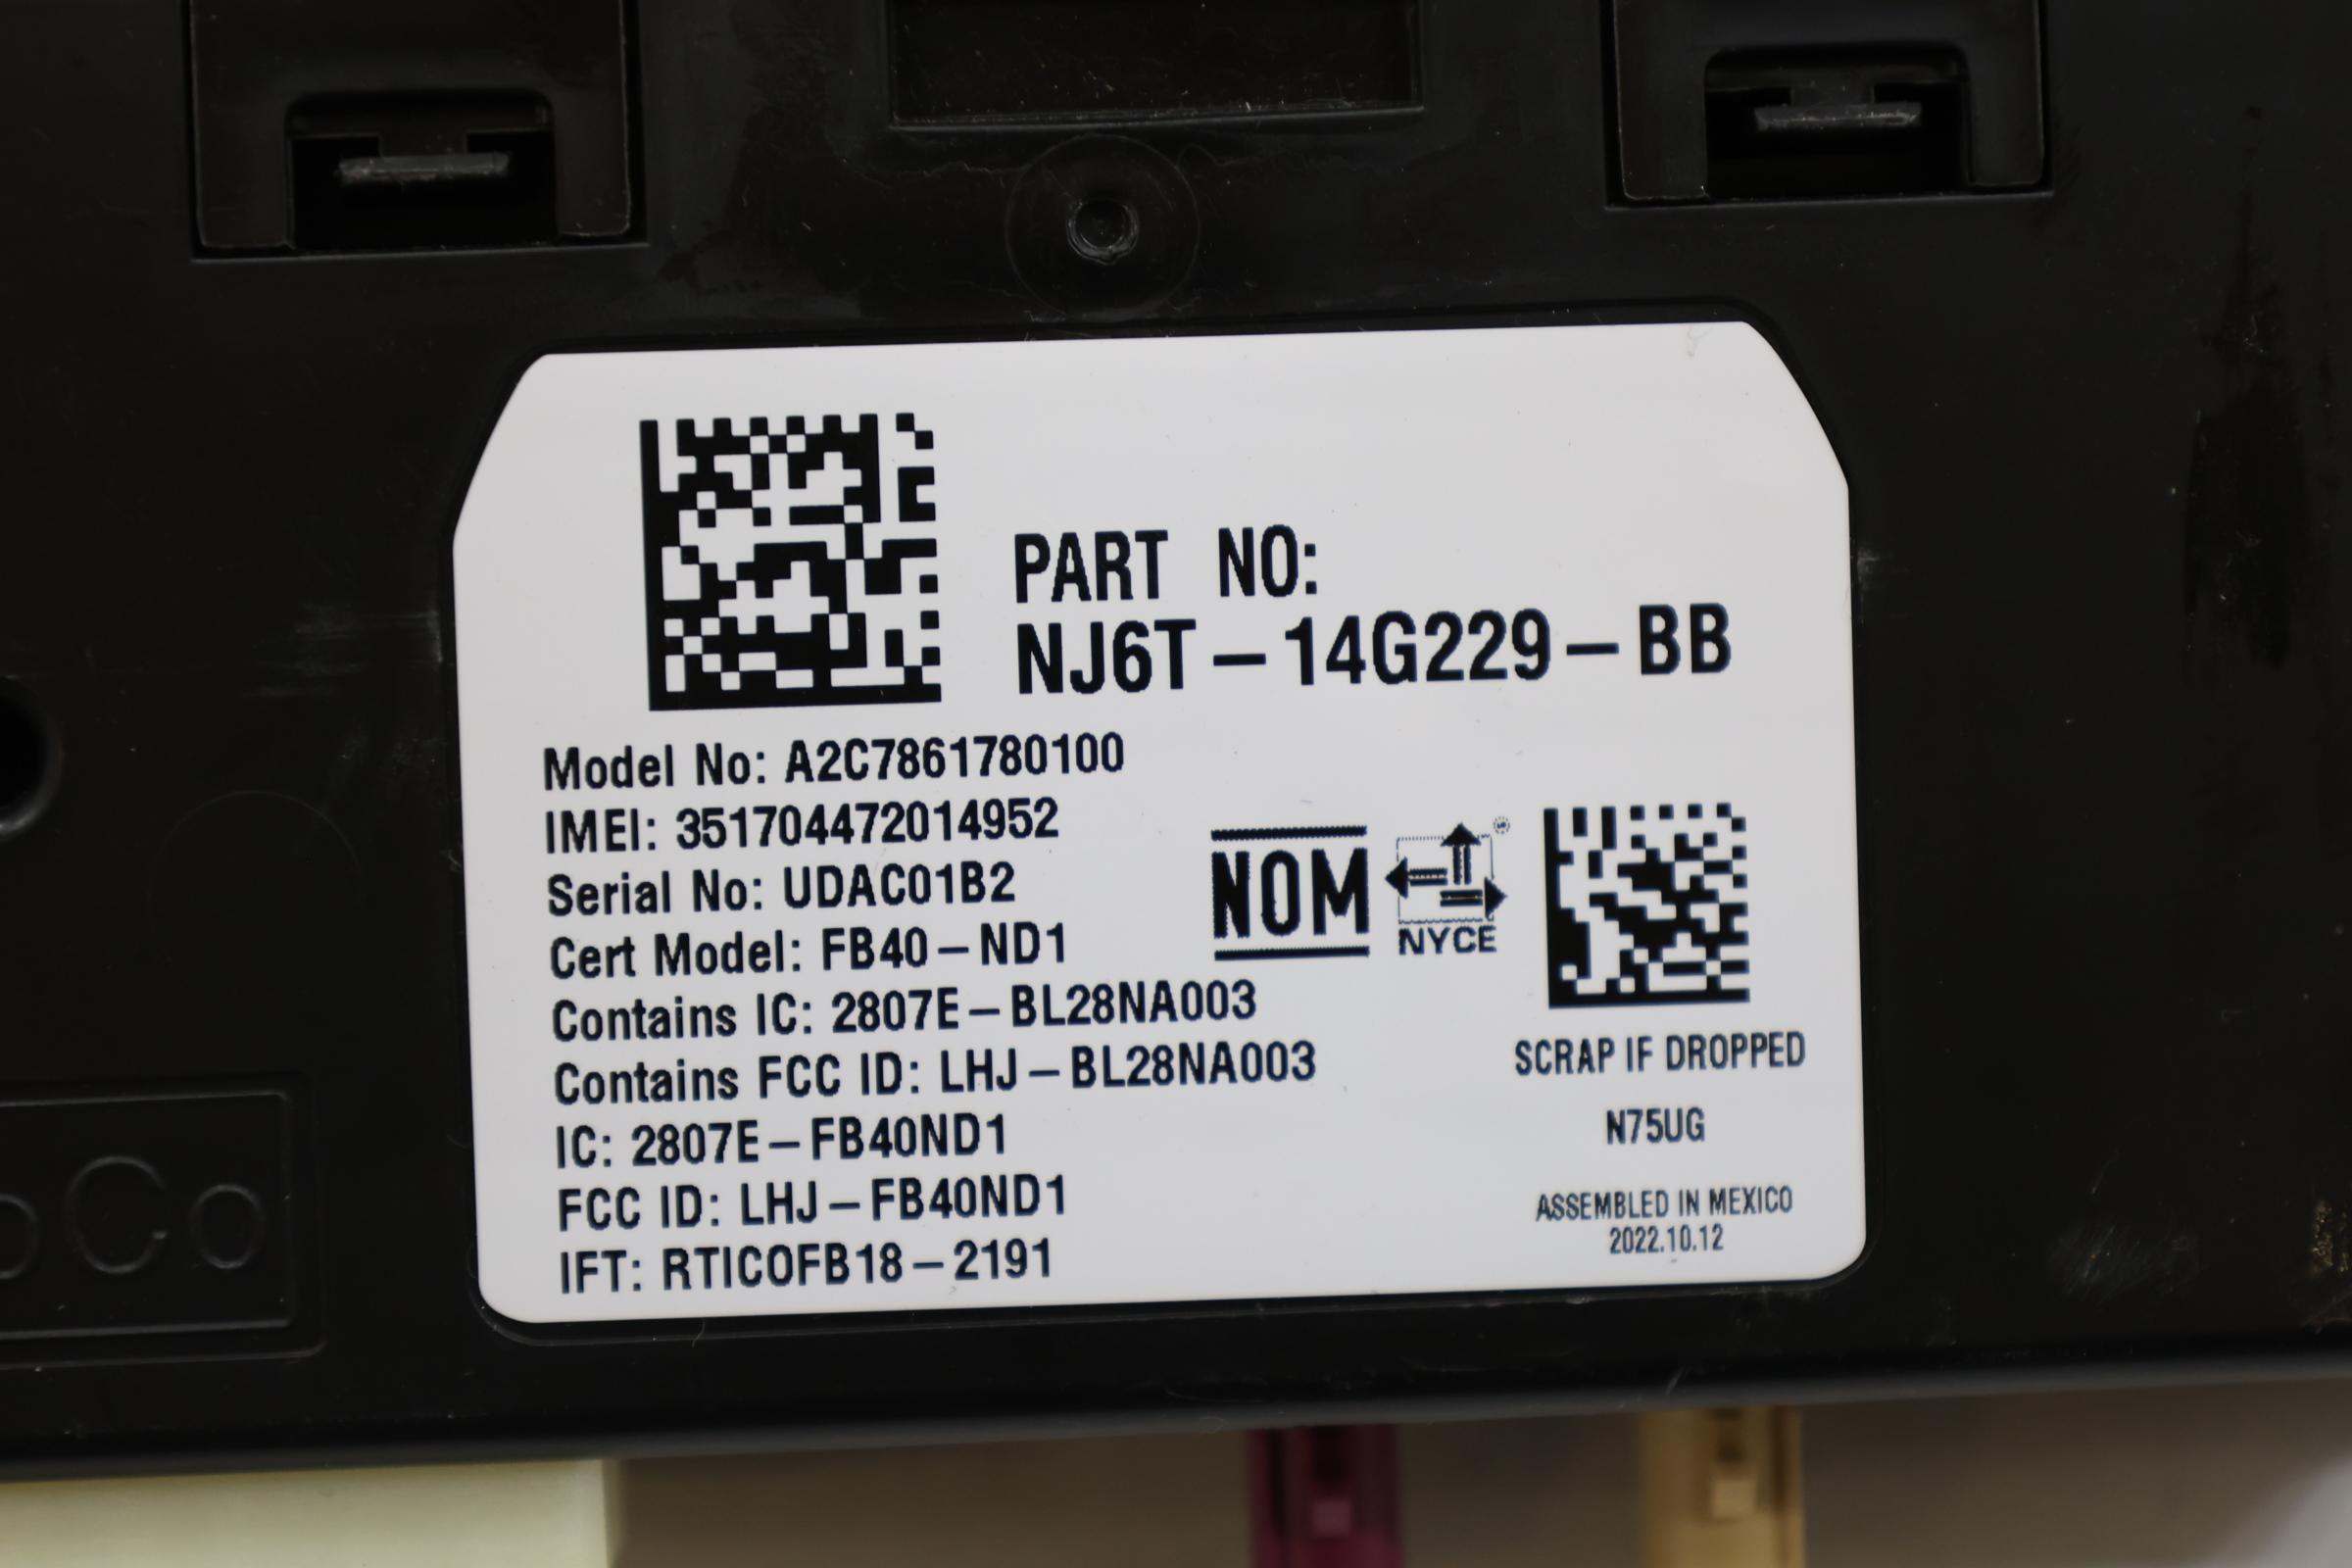 PART NO:
NJ6T-14G229-BB
Model No: A2C7861780100
IMEI: 351704472014952
Serial No: UDAC01B2
Cert Model: FB40-ND1
Contains IC: 2807E-BL28NA003
Contains FCC ID: LHJ-BL28NA003
IC: 2807E-FB40ND1
FCC ID: LHJ-FB40ND1
IFT: RTICOFB18-2191
NOM
NYCE
SCRAP IF DROPPED
N75UG
ASSEMBLED IN MEXICO
2022.10.12